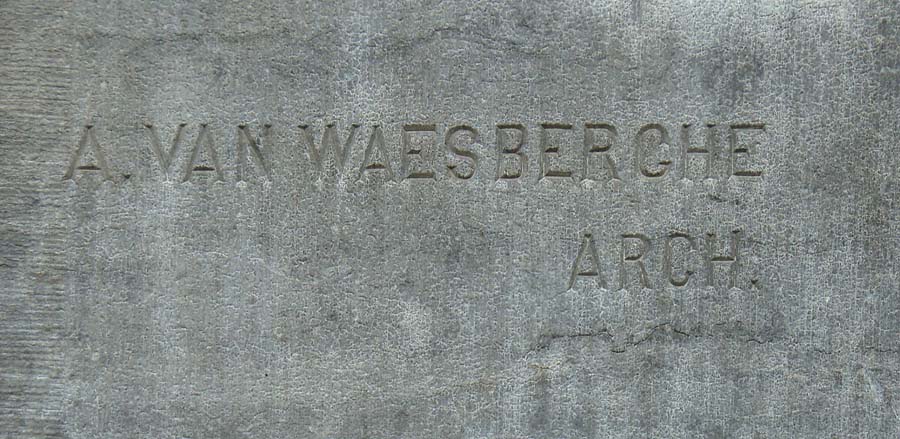 A. VAN WAESBERGHE
ARCH.